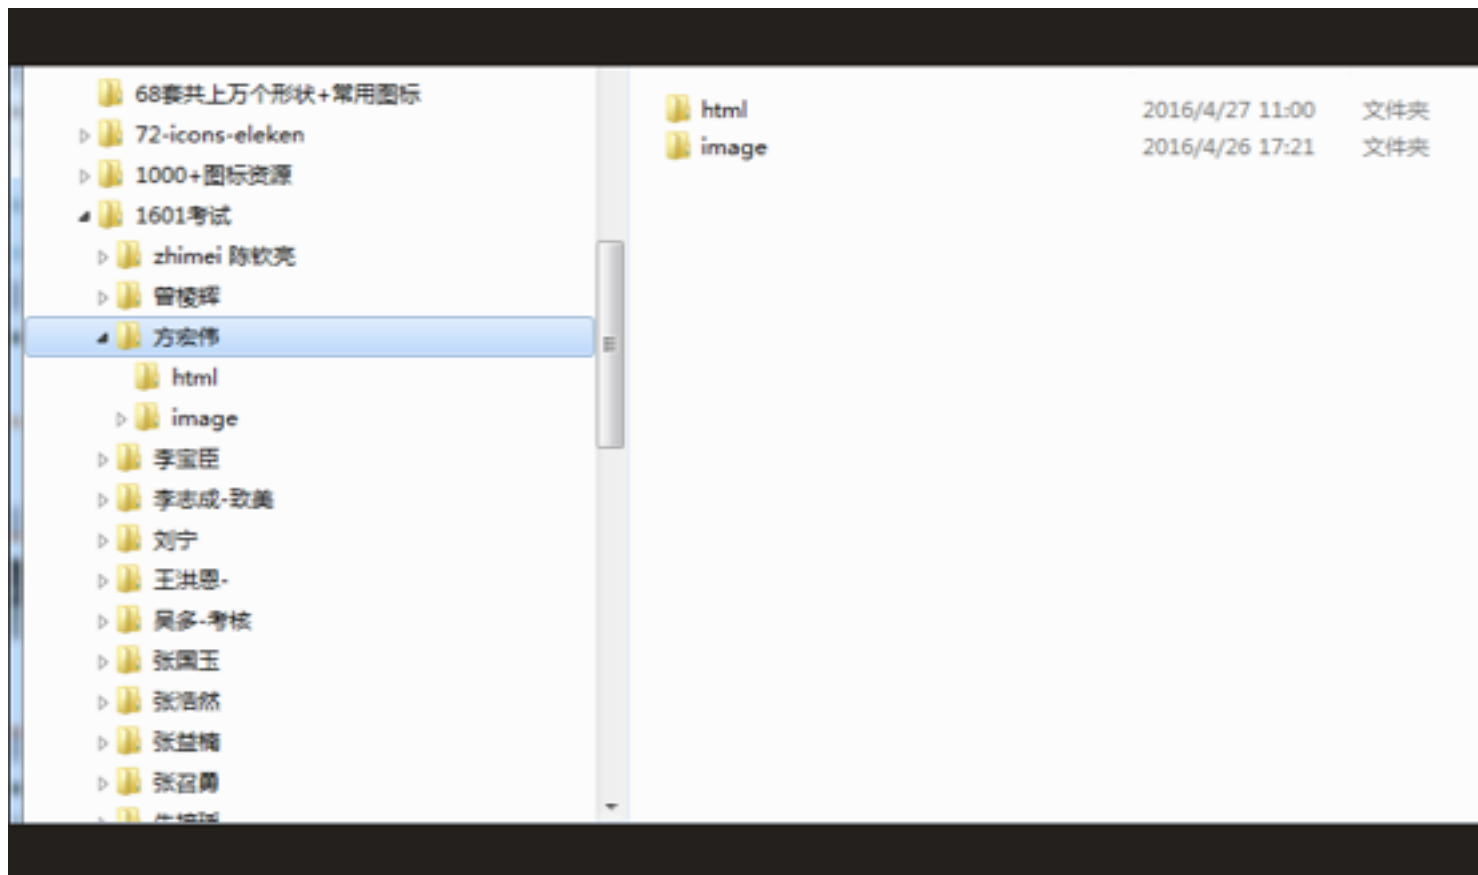 68套共上万个形状+常用图标
72-icons-eleken
1000+图标资源
1601考试
zhimei 陈钦亮
曾棱辉
方宏伟
html
image
李宝臣
李志成-致美
刘宁
王洪恩-
吴多-考核
张国玉
张浩然
张益楠
张召勇
html 2016/4/27 11:00 文件夹
image 2016/4/26 17:21 文件夹